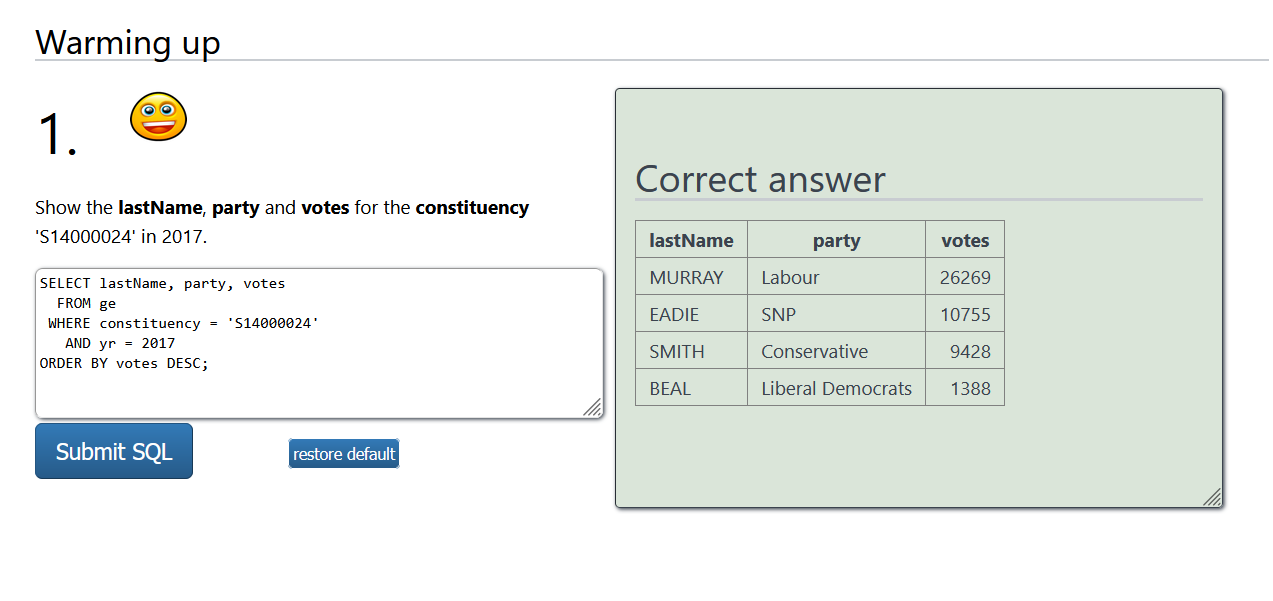 Warming up
1.
Show the lastName, party and votes for the constituency
'S14000024' in 2017.
SELECT lastName, party, votes
  FROM ge
 WHERE constituency = 'S14000024'
   AND yr = 2017
ORDER BY votes DESC;
Submit SQL
restore default
Correct answer
lastName party votes
MURRAY Labour 26269
EADIE SNP 10755
SMITH Conservative 9428
BEAL Liberal Democrats 1388